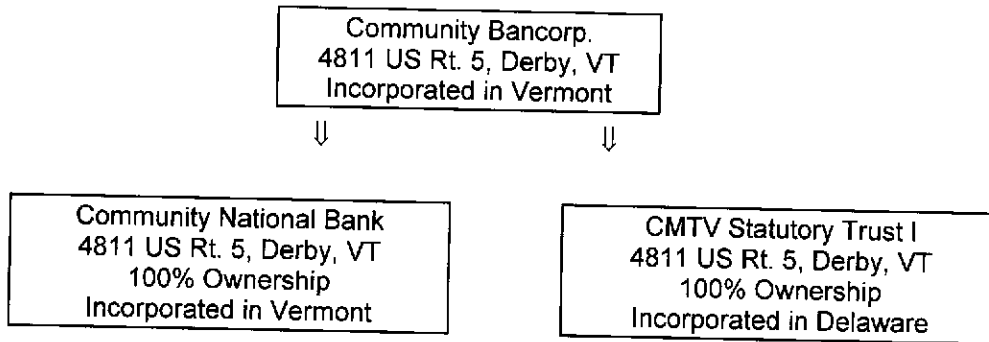 Community Bancorp.
4811 US Rt. 5, Derby, VT
Incorporated in Vermont
⇓ ⇓
Community National Bank
4811 US Rt. 5, Derby, VT
100% Ownership
Incorporated in Vermont
CMTV Statutory Trust I
4811 US Rt. 5, Derby, VT
100% Ownership
Incorporated in Delaware